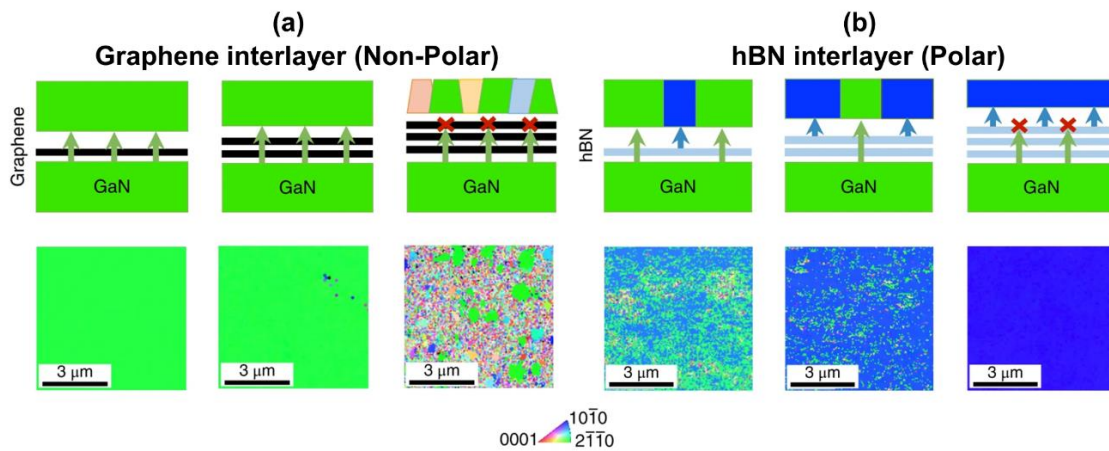 (a)
Graphene interlayer (Non-Polar)
(b)
hBN interlayer (Polar)
Graphene
GaN
GaN
GaN
hBN
GaN
GaN
GaN
3 μm
3 μm
3 μm
3 μm
3 μm
3 μm
0001
101̄0
21̄1̄0